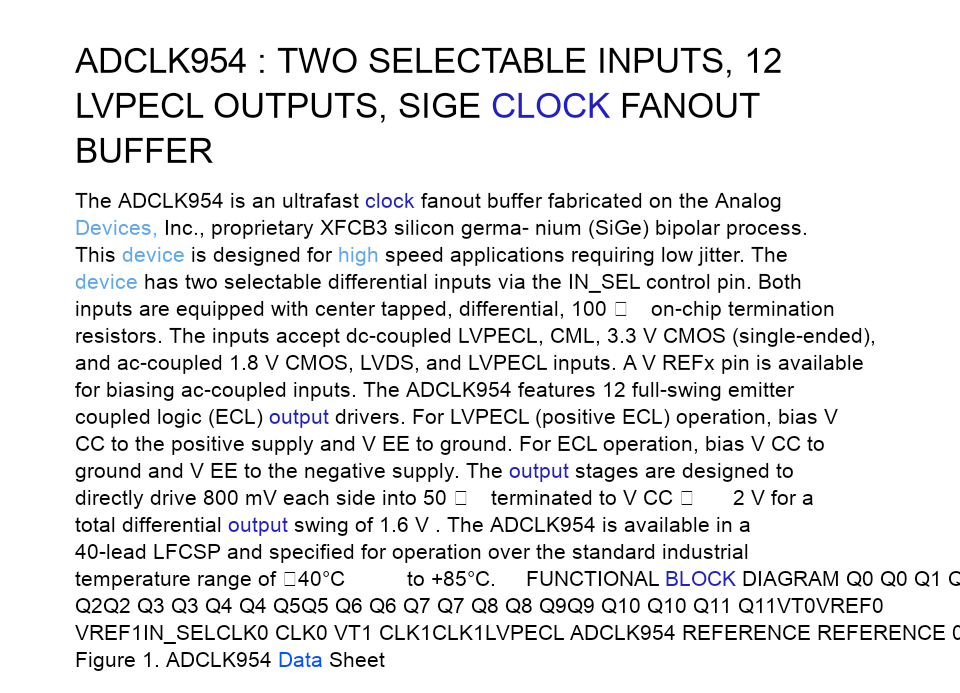 ADCLK954 : TWO SELECTABLE INPUTS, 12
LVPECL OUTPUTS, SIGE CLOCK FANOUT
BUFFER
The ADCLK954 is an ultrafast clock fanout buffer fabricated on the Analog
Devices, Inc., proprietary XFCB3 silicon germa- nium (SiGe) bipolar process.
This device is designed for high speed applications requiring low jitter. The
device has two selectable differential inputs via the IN_SEL control pin. Both
inputs are equipped with center tapped, differential, 100 □ on-chip termination
resistors. The inputs accept dc-coupled LVPECL, CML, 3.3 V CMOS (single-ended),
and ac-coupled 1.8 V CMOS, LVDS, and LVPECL inputs. A V REFx pin is available
for biasing ac-coupled inputs. The ADCLK954 features 12 full-swing emitter
coupled logic (ECL) output drivers. For LVPECL (positive ECL) operation, bias V
CC to the positive supply and V EE to ground. For ECL operation, bias V CC to
ground and V EE to the negative supply. The output stages are designed to
directly drive 800 mV each side into 50 □ terminated to V CC □ 2 V for a
total differential output swing of 1.6 V . The ADCLK954 is available in a
40-lead LFCSP and specified for operation over the standard industrial
temperature range of □40°C to +85°C. FUNCTIONAL BLOCK DIAGRAM Q0 Q0 Q1
Q2Q2 Q3 Q3 Q4 Q4 Q5Q5 Q6 Q6 Q7 Q7 Q8 Q8 Q9Q9 Q10 Q10 Q11 Q11VT0VREF0
VREF1IN_SELCLK0 CLK0 VT1 CLK1CLK1LVPECL ADCLK954 REFERENCE REFERENCE
Figure 1. ADCLK954 Data Sheet